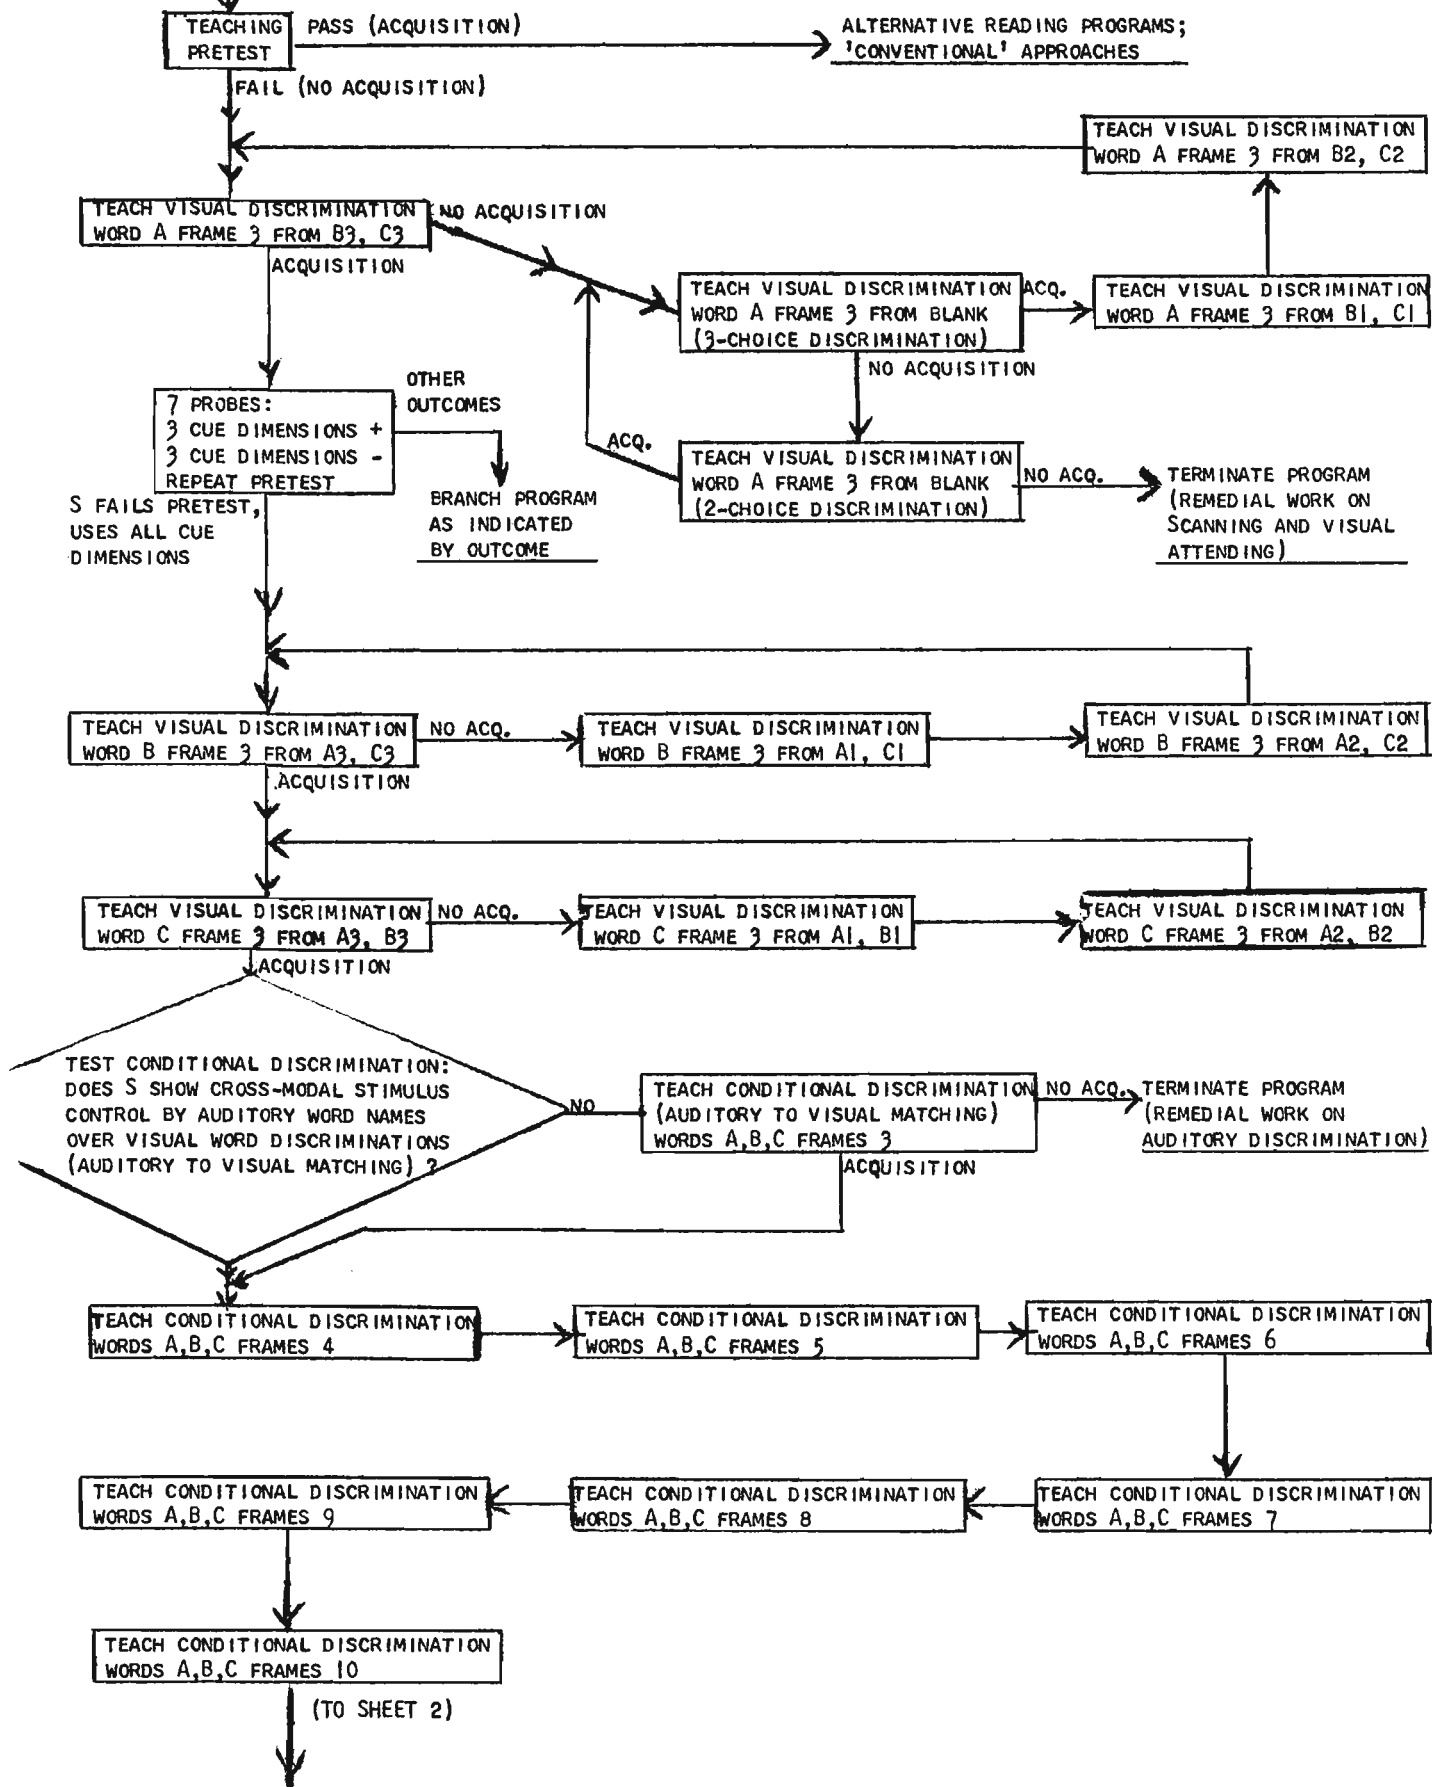 TEACHING
PRETEST
PASS (ACQUISITION)
ALTERNATIVE READING PROGRAMS;
'CONVENTIONAL' APPROACHES
FAIL (NO ACQUISITION)
TEACH VISUAL DISCRIMINATION
WORD A FRAME 3 FROM B2, C2
TEACH VISUAL DISCRIMINATION
WORD A FRAME 3 FROM B3, C3
NO ACQUISITION
ACQUISITION
TEACH VISUAL DISCRIMINATION
WORD A FRAME 3 FROM BLANK
(3-CHOICE DISCRIMINATION)
ACQ.
TEACH VISUAL DISCRIMINATION
WORD A FRAME 3 FROM B1, C1
NO ACQUISITION
7 PROBES:
3 CUE DIMENSIONS +
3 CUE DIMENSIONS -
REPEAT PRETEST
OTHER
OUTCOMES
BRANCH PROGRAM
AS INDICATED
BY OUTCOME
ACQ.
TEACH VISUAL DISCRIMINATION
WORD A FRAME 3 FROM BLANK
(2-CHOICE DISCRIMINATION)
NO ACQ.
TERMINATE PROGRAM
(REMEDIAL WORK ON
SCANNING AND VISUAL
ATTENDING)
S FAILS PRETEST,
USES ALL CUE
DIMENSIONS
TEACH VISUAL DISCRIMINATION
WORD B FRAME 3 FROM A3, C3
NO ACQ.
TEACH VISUAL DISCRIMINATION
WORD B FRAME 3 FROM A1, C1
TEACH VISUAL DISCRIMINATION
WORD B FRAME 3 FROM A2, C2
ACQUISITION
TEACH VISUAL DISCRIMINATION
WORD C FRAME 3 FROM A3, B3
NO ACQ.
TEACH VISUAL DISCRIMINATION
WORD C FRAME 3 FROM A1, B1
TEACH VISUAL DISCRIMINATION
WORD C FRAME 3 FROM A2, B2
ACQUISITION
TEST CONDITIONAL DISCRIMINATION:
DOES S SHOW CROSS-MODAL STIMULUS
CONTROL BY AUDITORY WORD NAMES
OVER VISUAL WORD DISCRIMINATIONS
(AUDITORY TO VISUAL MATCHING) ?
NO
TEACH CONDITIONAL DISCRIMINATION
(AUDITORY TO VISUAL MATCHING)
WORDS A,B,C FRAMES 3
NO ACQ.
TERMINATE PROGRAM
(REMEDIAL WORK ON
AUDITORY DISCRIMINATION)
ACQUISITION
TEACH CONDITIONAL DISCRIMINATION
WORDS A,B,C FRAMES 4
TEACH CONDITIONAL DISCRIMINATION
WORDS A,B,C FRAMES 5
TEACH CONDITIONAL DISCRIMINATION
WORDS A,B,C FRAMES 6
TEACH CONDITIONAL DISCRIMINATION
WORDS A,B,C FRAMES 9
TEACH CONDITIONAL DISCRIMINATION
WORDS A,B,C FRAMES 8
TEACH CONDITIONAL DISCRIMINATION
WORDS A,B,C FRAMES 7
TEACH CONDITIONAL DISCRIMINATION
WORDS A,B,C FRAMES 10
(TO SHEET 2)